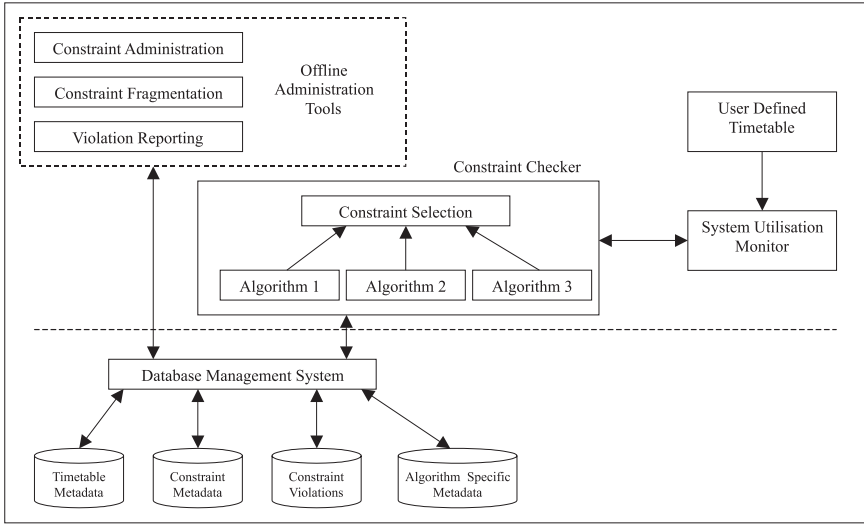 Constraint Administration
Constraint Fragmentation
Violation Reporting
Offline
Administration
Tools
User Defined
Timetable
Constraint Checker
Constraint Selection
Algorithm 1
Algorithm 2
Algorithm 3
System Utilisation
Monitor
Database Management System
Timetable
Metadata
Constraint
Metadata
Constraint
Violations
Algorithm Specific
Metadata